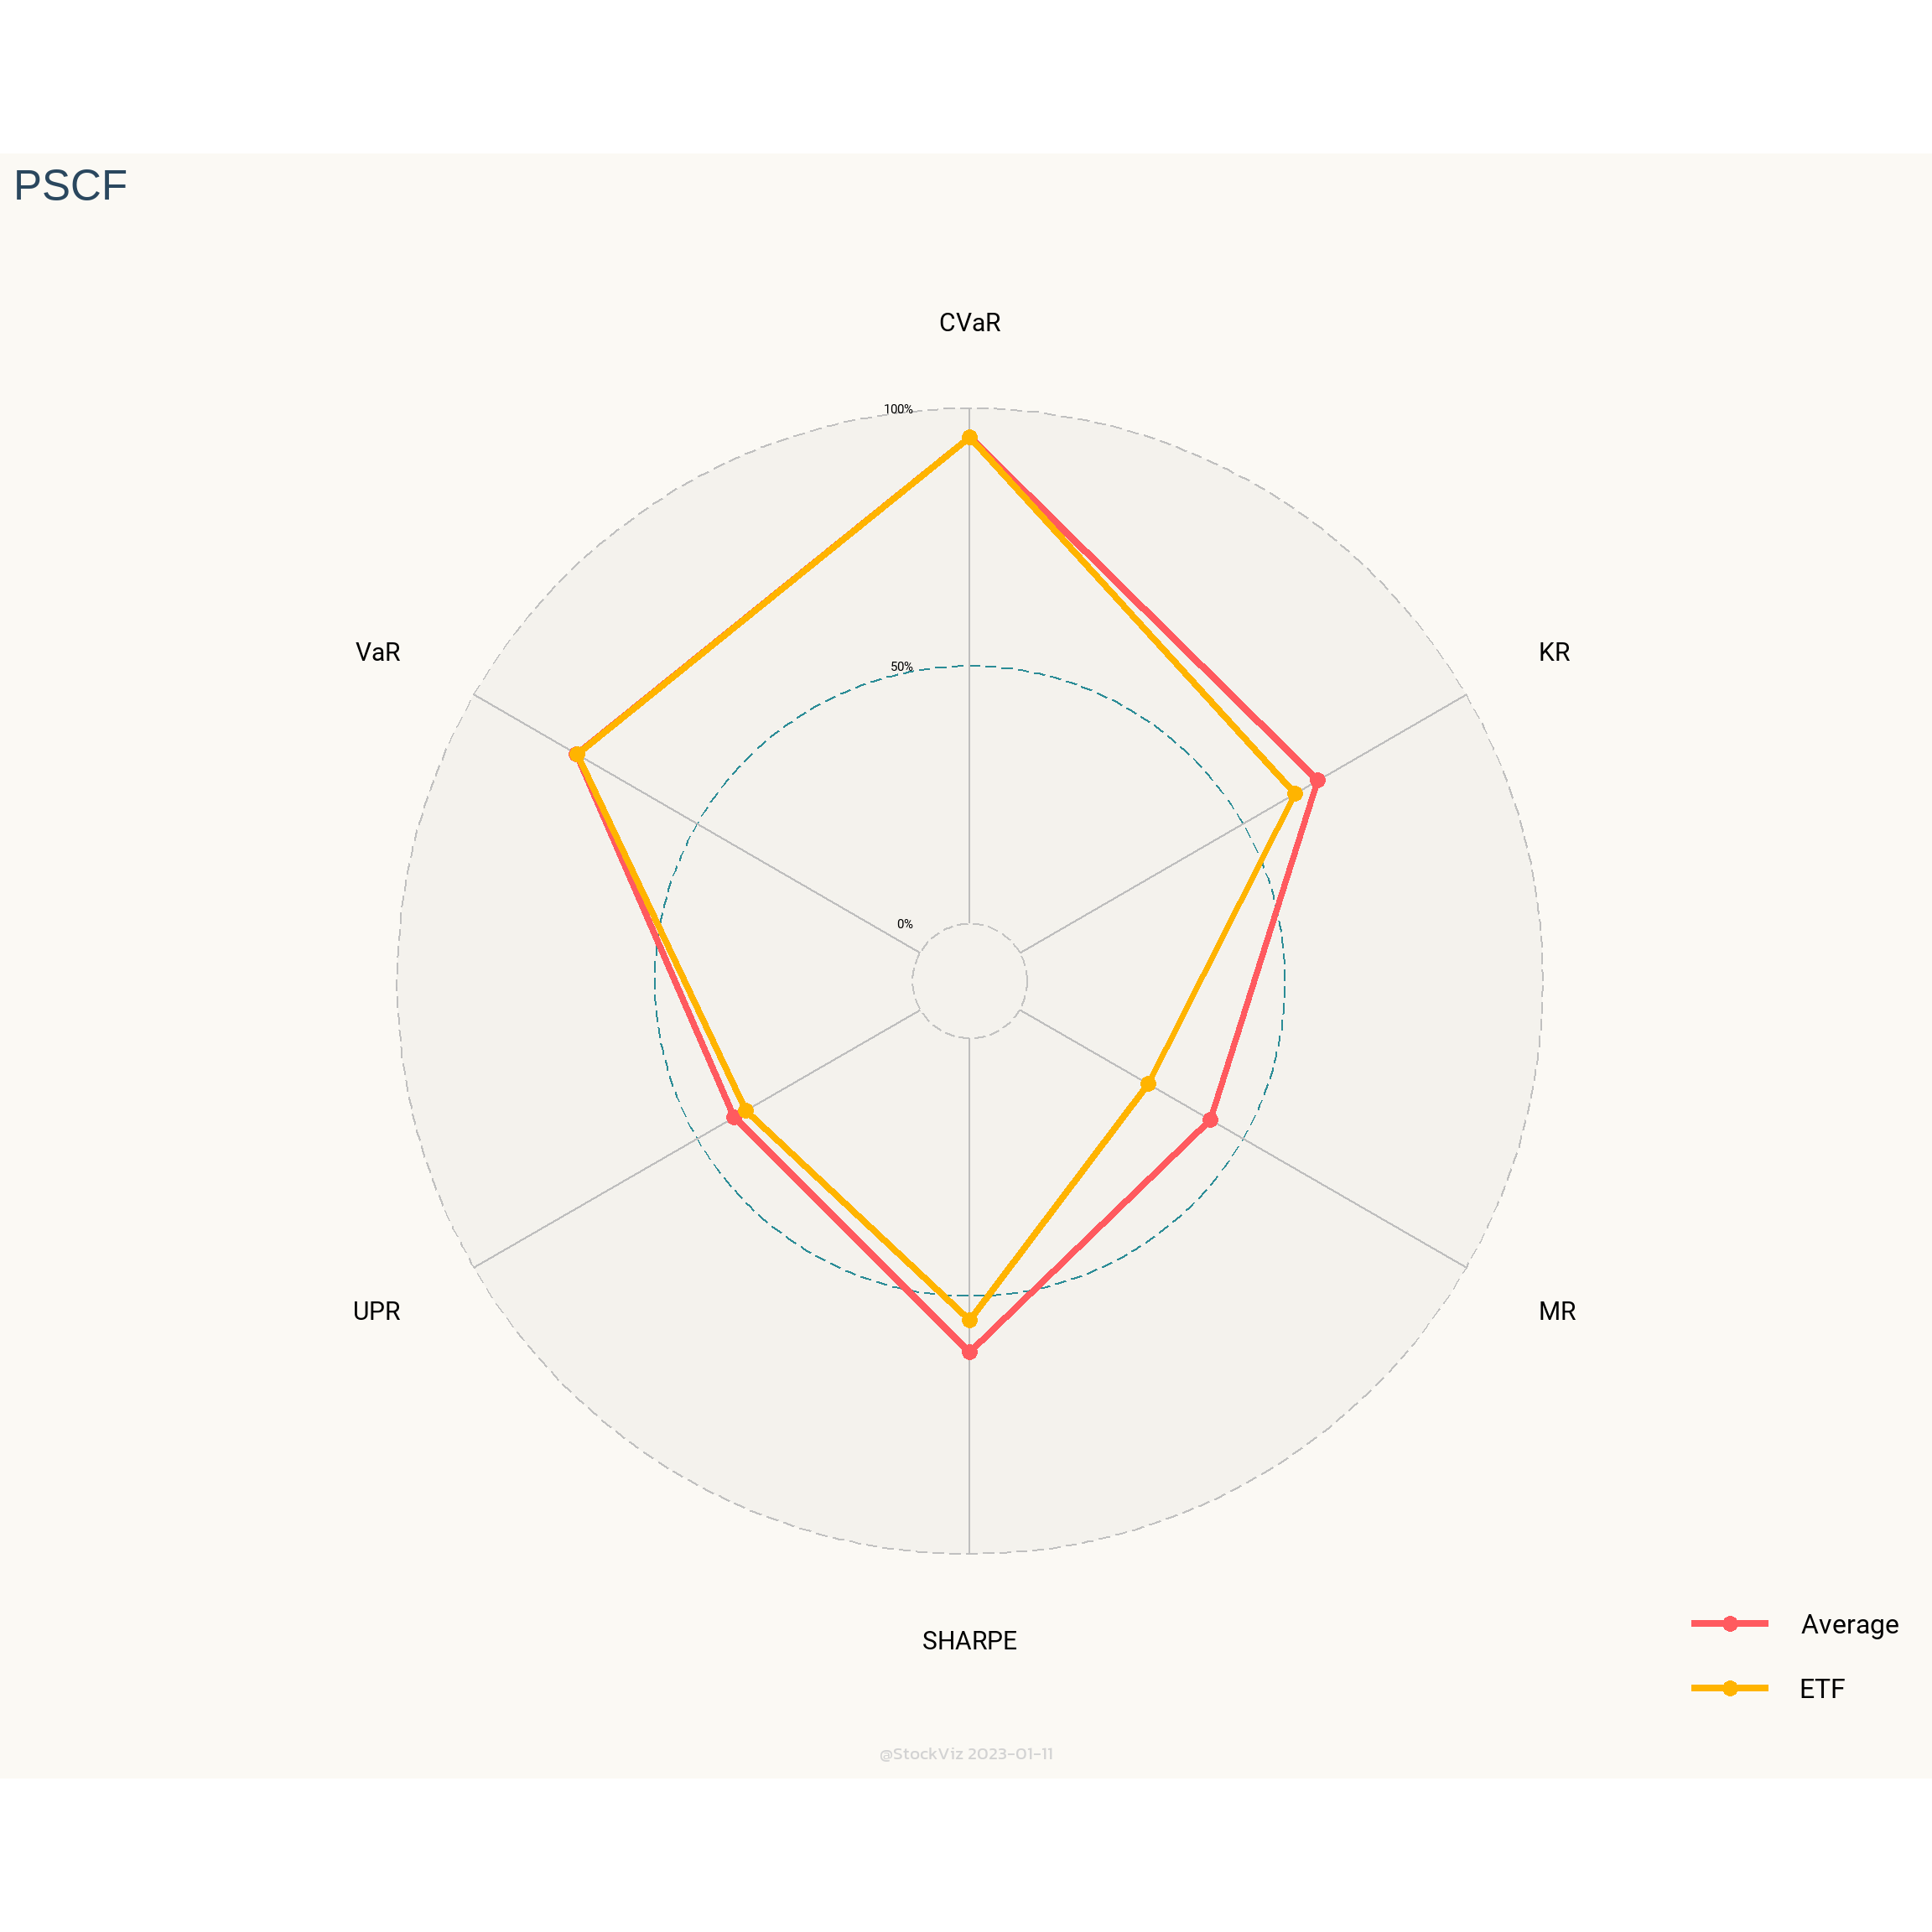 PSCF
CVaR
100%
VaR
KR
50%
0%
UPR
MR
SHARPE
Average
ETF
@StockViz 2023-01-11